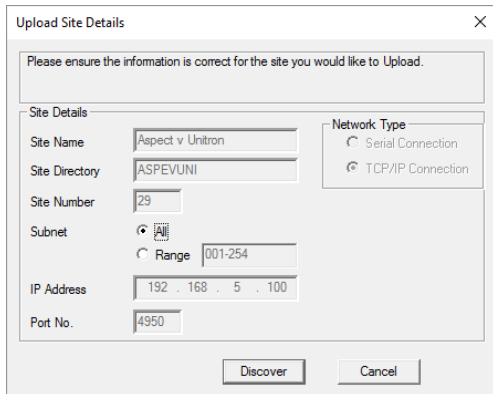 Upload Site Details
Please ensure the information is correct for the site you would like to Upload.
Site Details
Site Name
Aspect v Unitron
Site Directory
ASPEVUNI
Site Number
29
Network Type
Serial Connection
TCP/IP Connection
Subnet
All
Range
001-254
IP Address
192 . 168 . 5 . 100
Port No.
4950
Discover
Cancel